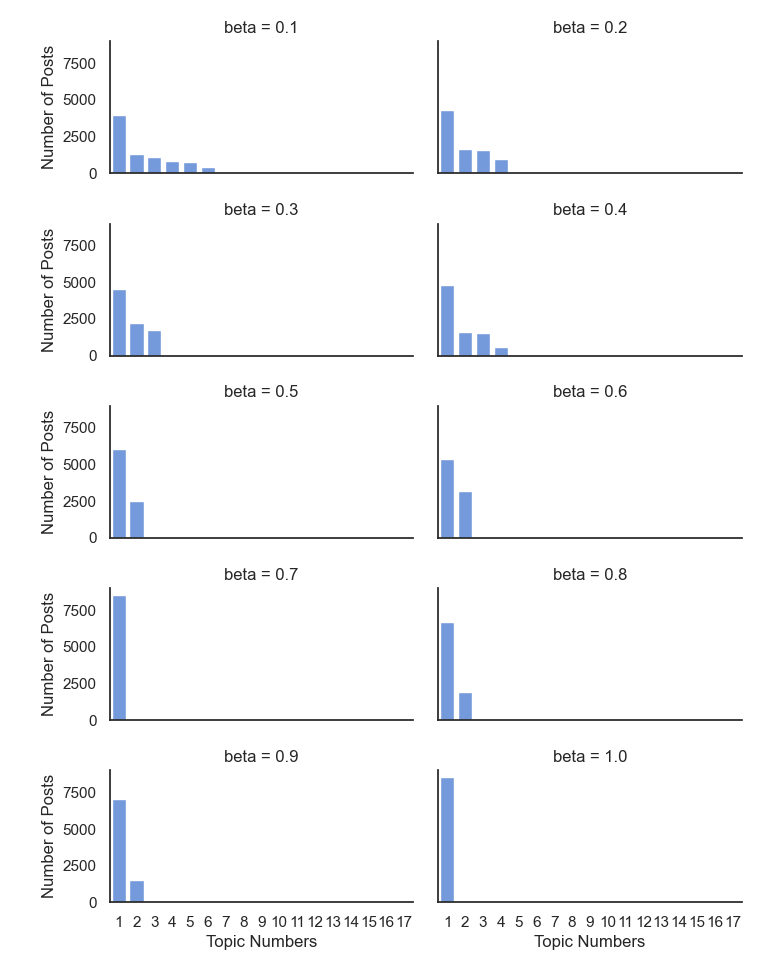 beta = 0.1
beta = 0.2
Number of Posts
7500
5000
2500
0
beta = 0.3
beta = 0.4
Number of Posts
7500
5000
2500
0
beta = 0.5
beta = 0.6
Number of Posts
7500
5000
2500
0
beta = 0.7
beta = 0.8
Number of Posts
7500
5000
2500
0
beta = 0.9
beta = 1.0
Number of Posts
7500
5000
2500
0
1 2 3 4 5 6 7 8 9 10 11 12 13 14 15 16 17
Topic Numbers
1 2 3 4 5 6 7 8 9 10 11 12 13 14 15 16 17
Topic Numbers